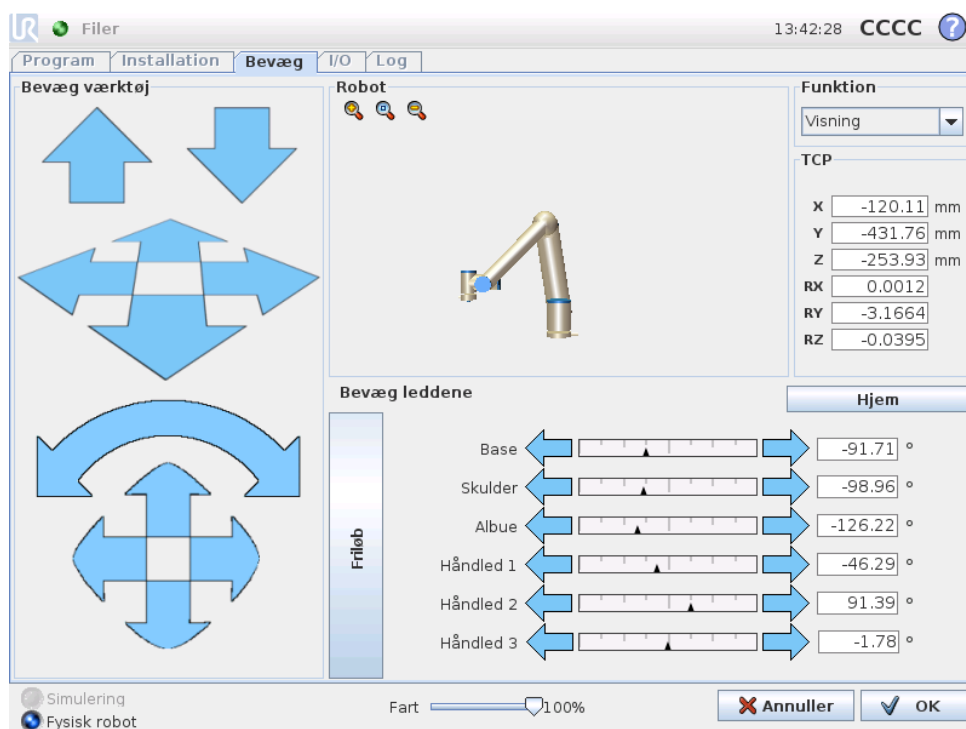 UR Filer 13:42:28 CCCC ?
Program Installation Bevæg I/O Log
Bevæg værktøj
Robot
Funktion
Visning
TCP
X -120.11 mm
Y -431.76 mm
Z -253.93 mm
RX 0.0012
RY -3.1664
RZ -0.0395
Bevæg leddene
Hjem
Friløb
Base -91.71 °
Skulder -98.96 °
Albue -126.22 °
Håndled 1 -46.29 °
Håndled 2 91.39 °
Håndled 3 -1.78 °
Simulering
Fysisk robot
Fart 100%
Annuller
OK